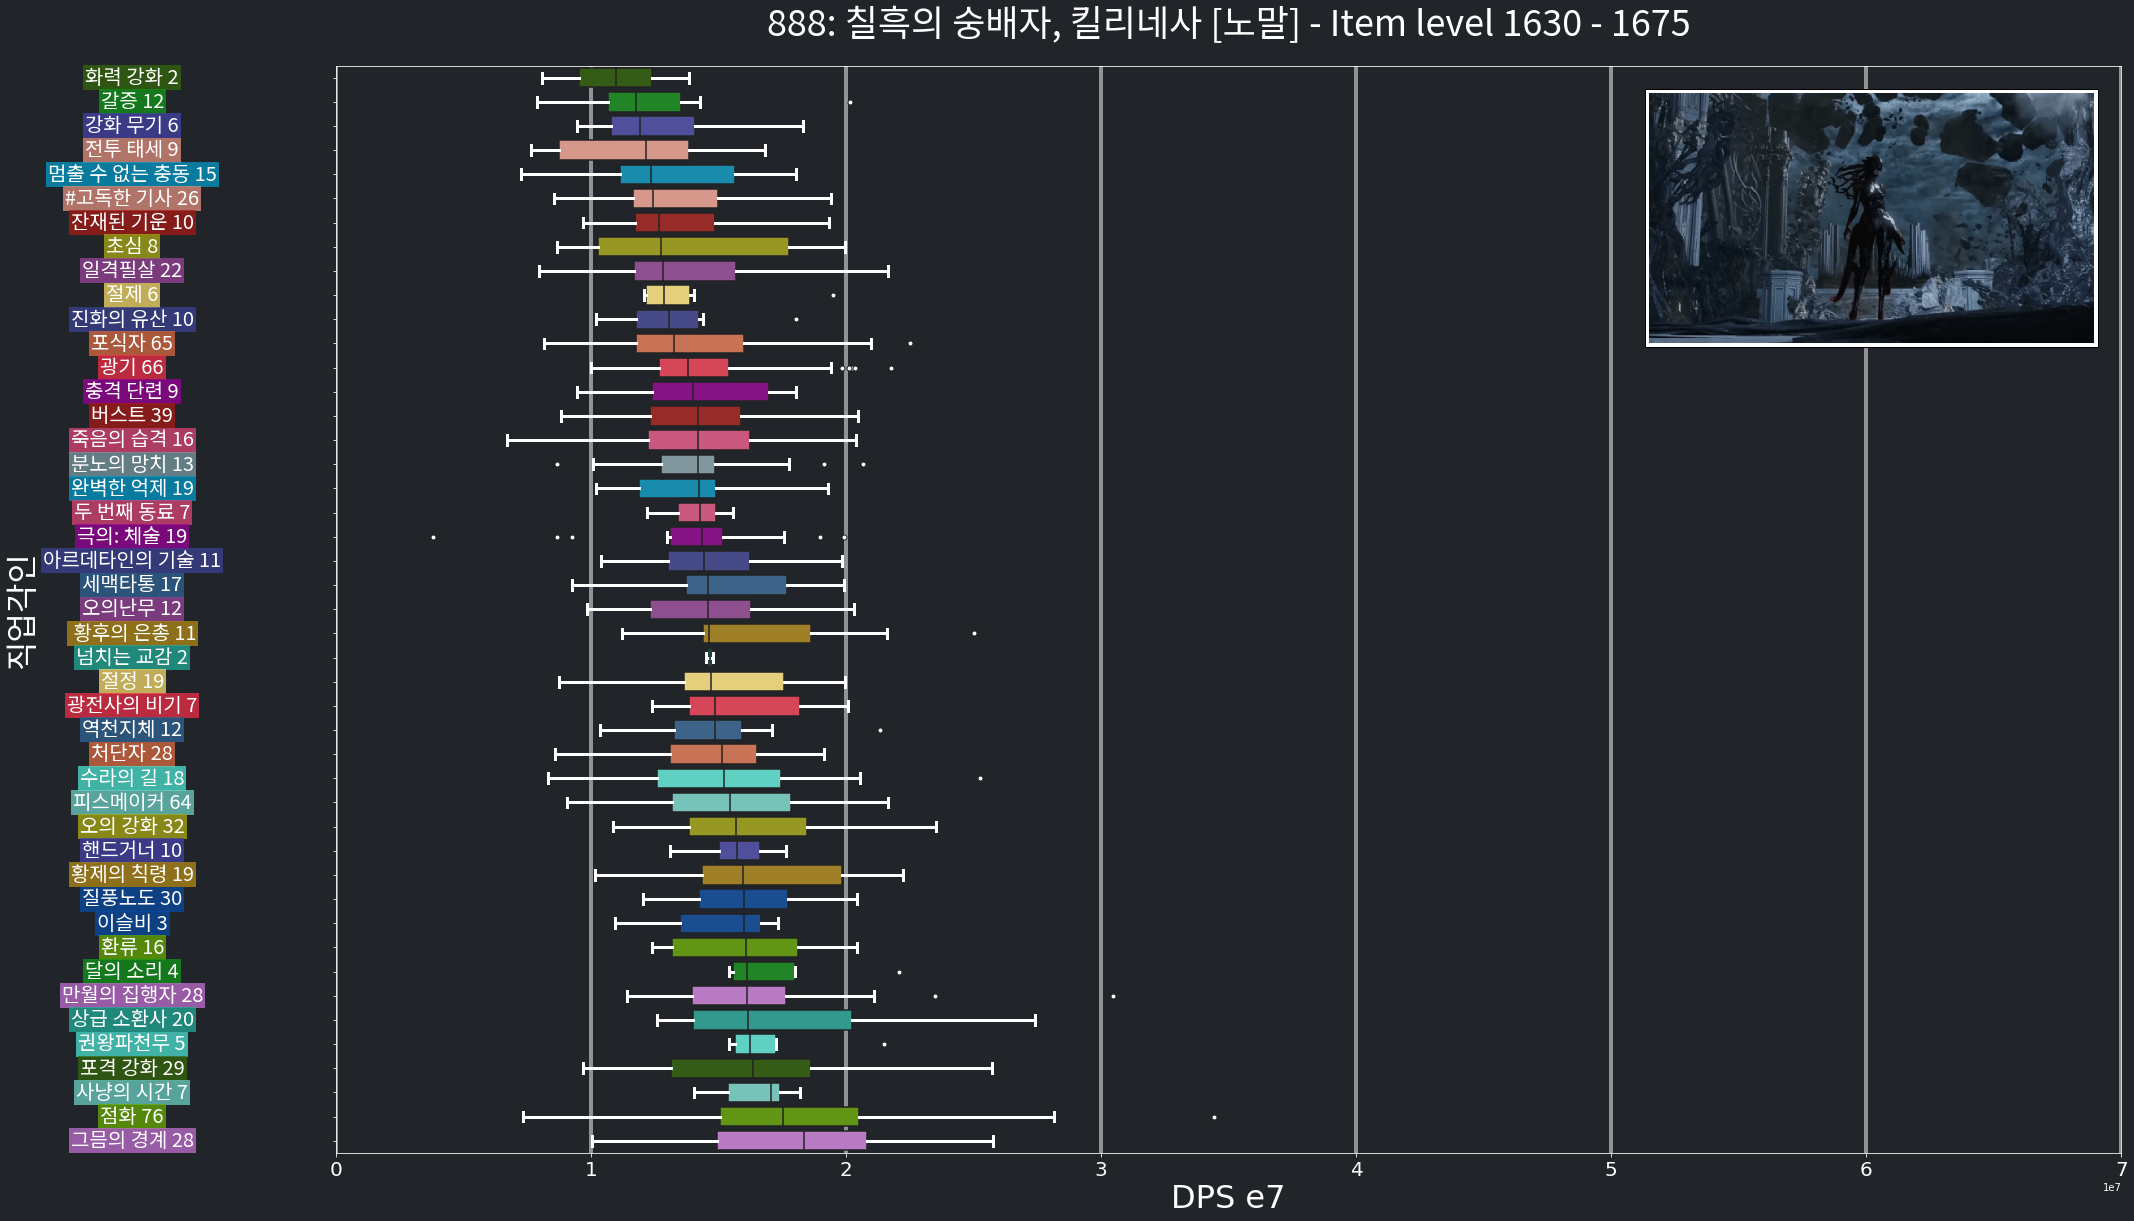 888: 칠흑의 숭배자, 킬리네사 [노말] - Item level 1630 - 1675
직업각인
화력 강화 2
갈증 12
강화 무기 6
전투 태세 9
멈출 수 없는 충동 15
#고독한 기사 26
잔재된 기운 10
초심 8
일격필살 22
절제 6
진화의 유산 10
포식자 65
광기 66
충격 단련 9
버스트 39
죽음의 습격 16
분노의 망치 13
완벽한 억제 19
두 번째 동료 7
극의: 체술 19
아르데타인의 기술 11
세맥타통 17
오의난무 12
황후의 은총 11
넘치는 교감 2
절정 19
광전사의 비기 7
역천지체 12
처단자 28
수라의 길 18
피스메이커 64
오의 강화 32
핸드거너 10
황제의 칙령 19
질풍노도 30
이슬비 3
환류 16
달의 소리 4
만월의 집행자 28
상급 소환사 20
권왕파천무 5
포격 강화 29
사냥의 시간 7
점화 76
그믐의 경계 28
0 1 2 3 4 5 6 7
1e7
DPS e7